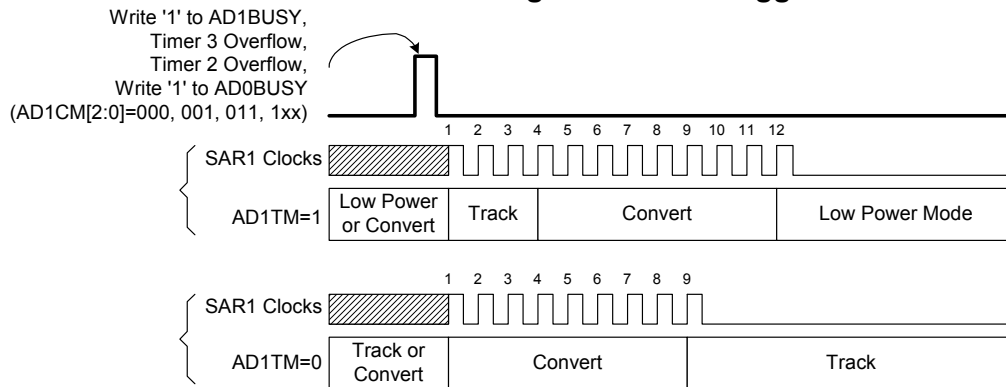 Write '1' to AD1BUSY,
Timer 3 Overflow,
Timer 2 Overflow,
Write '1' to AD0BUSY
(AD1CM[2:0]=000, 001, 011, 1xx)
1 2 3 4 5 6 7 8 9 10 11 12
SAR1 Clocks
AD1TM=1
Low Power
or Convert
Track
Convert
Low Power Mode
1 2 3 4 5 6 7 8 9
SAR1 Clocks
AD1TM=0
Track or
Convert
Convert
Track